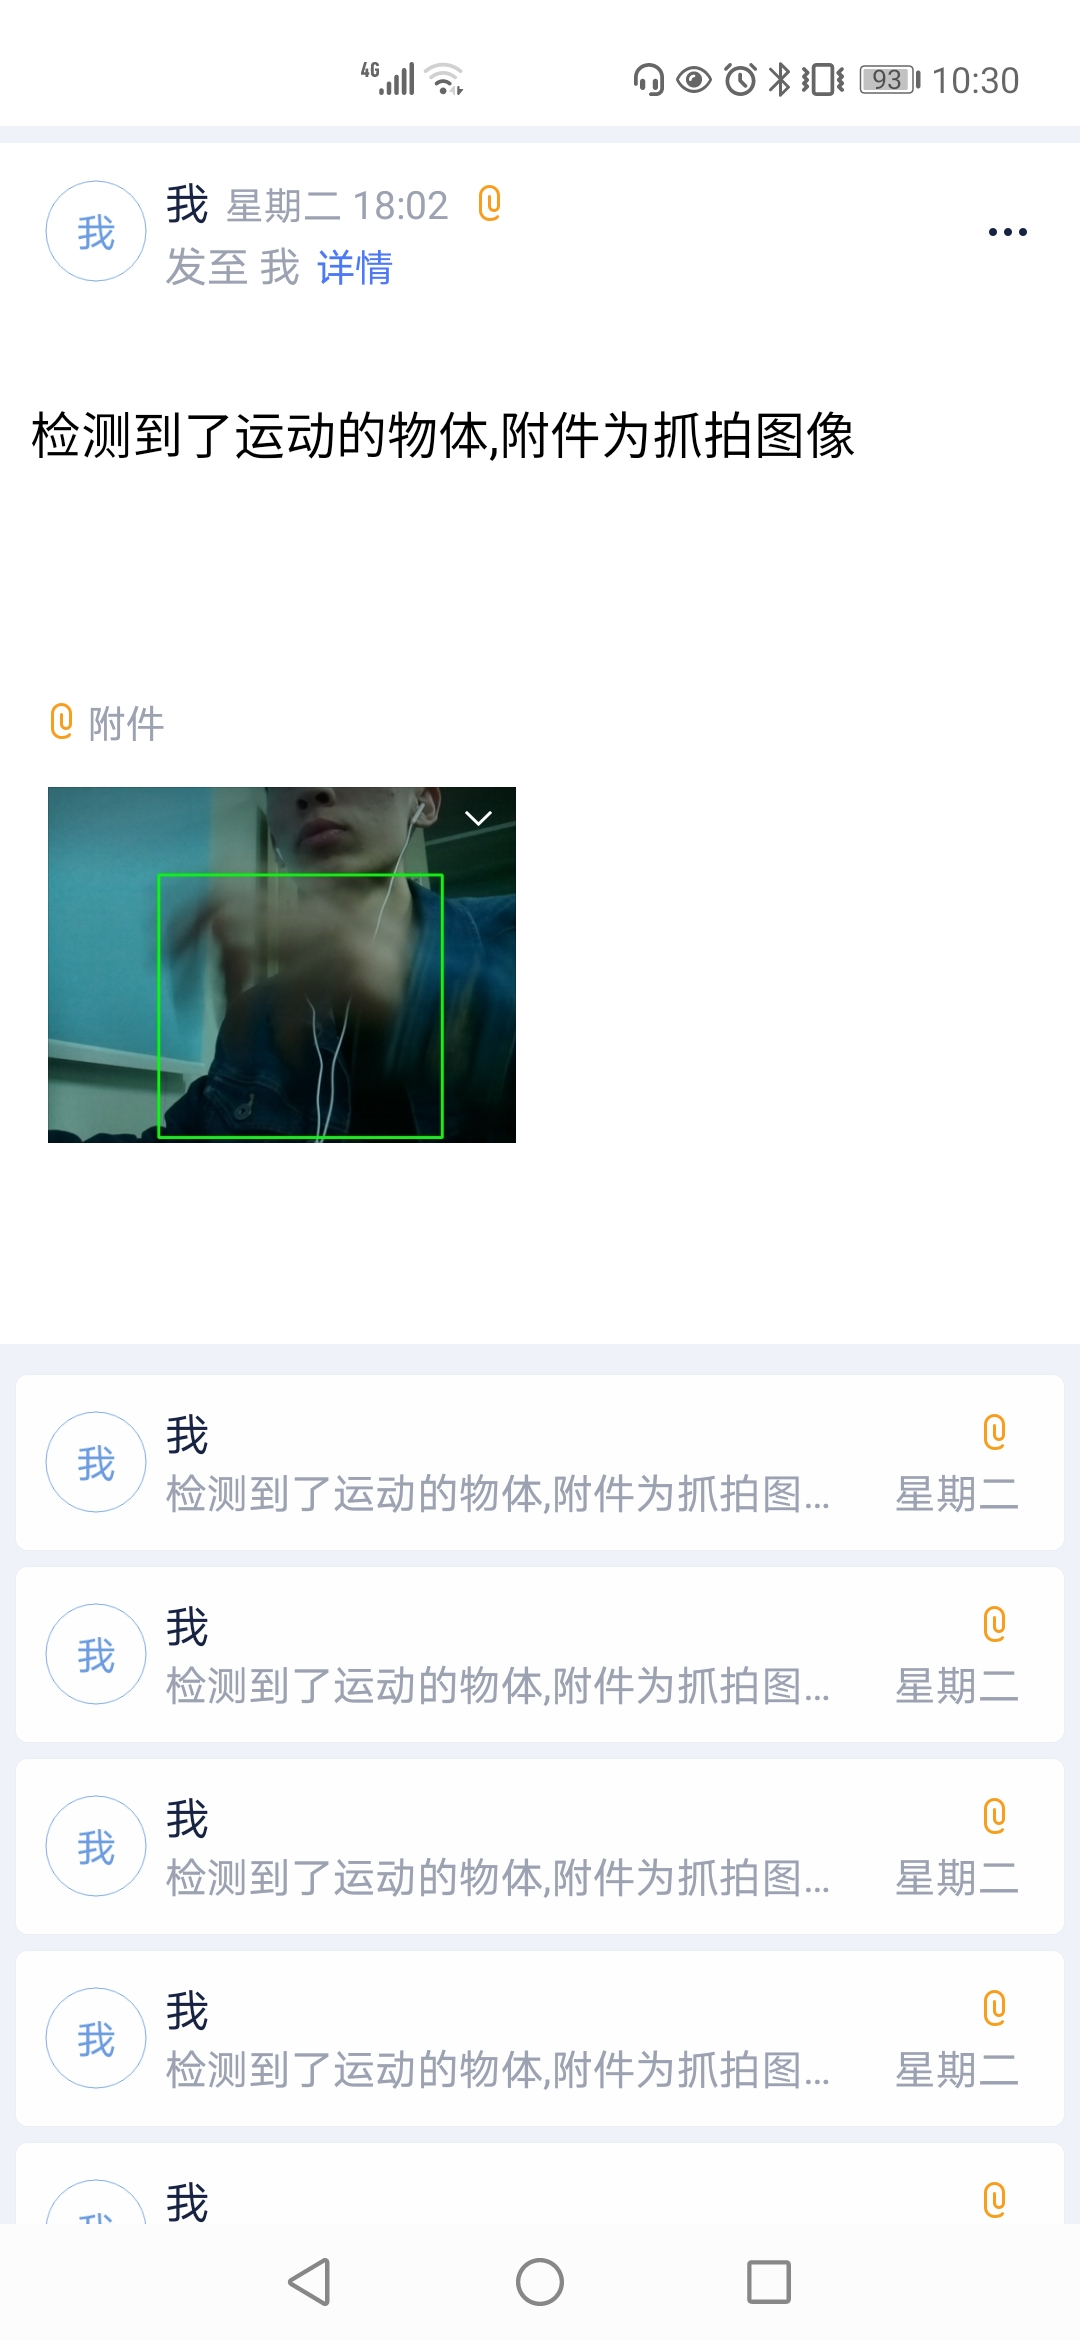 4G 93 10:30
我 星期二 18:02
我
发至 我 详情
检测到了运动的物体,附件为抓拍图像
附件
我
我
检测到了运动的物体,附件为抓拍图... 星期二
我
我
检测到了运动的物体,附件为抓拍图... 星期二
我
我
检测到了运动的物体,附件为抓拍图... 星期二
我
我
检测到了运动的物体,附件为抓拍图... 星期二
我
我